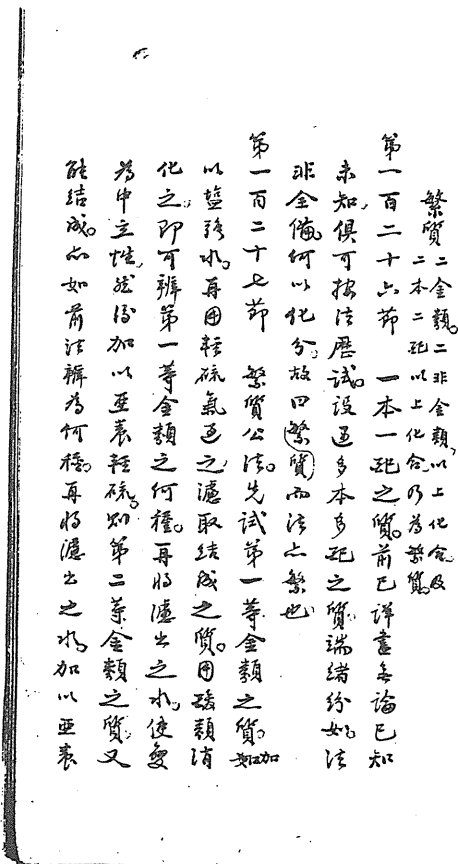 繁質二金類。二非金類。以上化合。及
二本二配以上化合。乃為繁質。
第一百二十六節　一本一配之質。前已詳盡。無論已知
未知。俱可按法歷試。設遇多本多配之質。端緒紛如。法
非全備。何以化分。故曰繁質。而法亦繁也。
第一百二十七節　繁質公法。先試第一等金類之質。如加
以鹽強水。再用輕硫氣過之。濾取結成之質。用酸類消
化之。即可辨第一等金類之何種。再將濾出之水。使變
為中立性。然後加以亞莫輕硫。則第二等金類之質。又
能結成。亦如前法辨為何種。再將濾出之水。加以亞莫